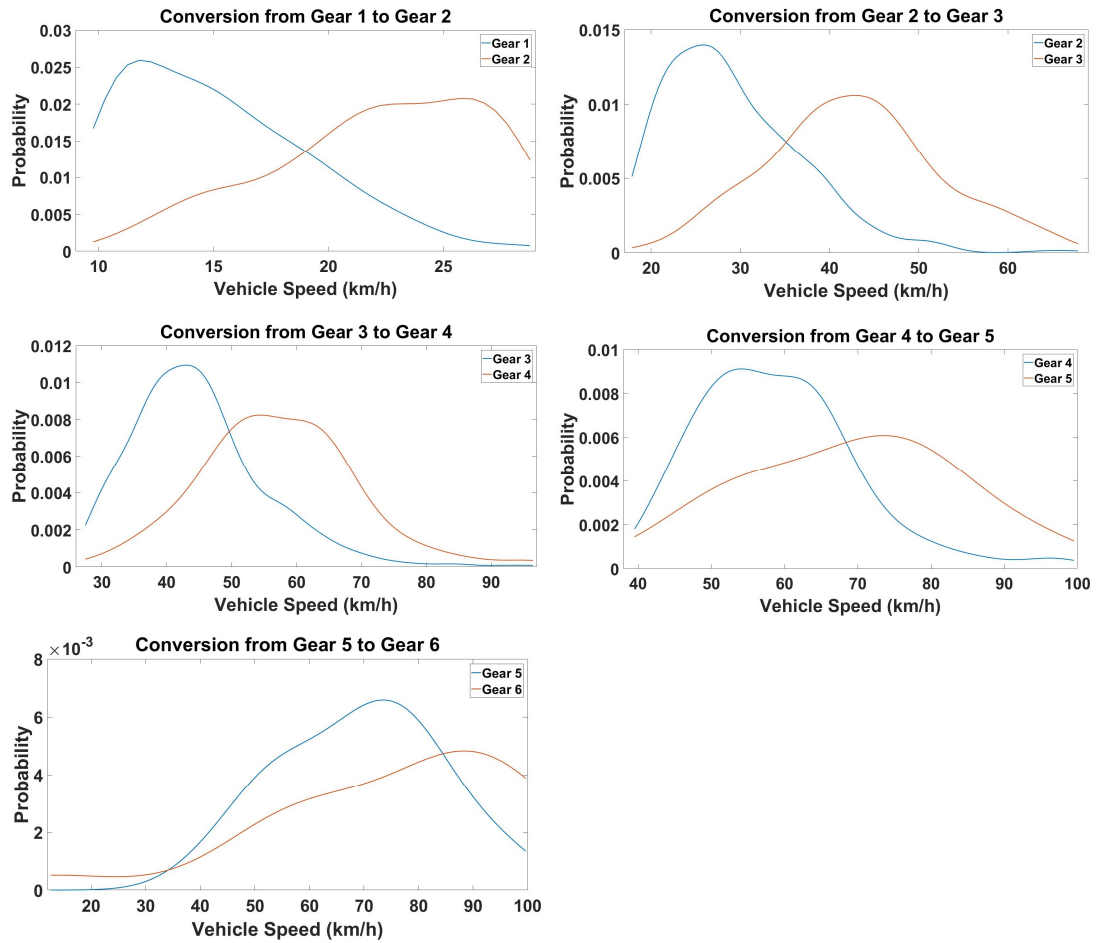 Conversion from Gear 1 to Gear 2
0.03
0.025
0.02
0.015
0.01
0.005
0
Probability
Gear 1
Gear 2
10 15 20 25
Vehicle Speed (km/h)
Conversion from Gear 2 to Gear 3
0.015
0.01
0.005
0
Probability
Gear 2
Gear 3
20 30 40 50 60
Vehicle Speed (km/h)
Conversion from Gear 3 to Gear 4
0.012
0.01
0.008
0.006
0.004
0.002
0
Probability
Gear 3
Gear 4
30 40 50 60 70 80 90
Vehicle Speed (km/h)
Conversion from Gear 4 to Gear 5
0.01
0.008
0.006
0.004
0.002
0
Probability
Gear 4
Gear 5
40 50 60 70 80 90 100
Vehicle Speed (km/h)
Conversion from Gear 5 to Gear 6
×10⁻³
8
6
4
2
0
Probability
Gear 5
Gear 6
20 30 40 50 60 70 80 90 100
Vehicle Speed (km/h)